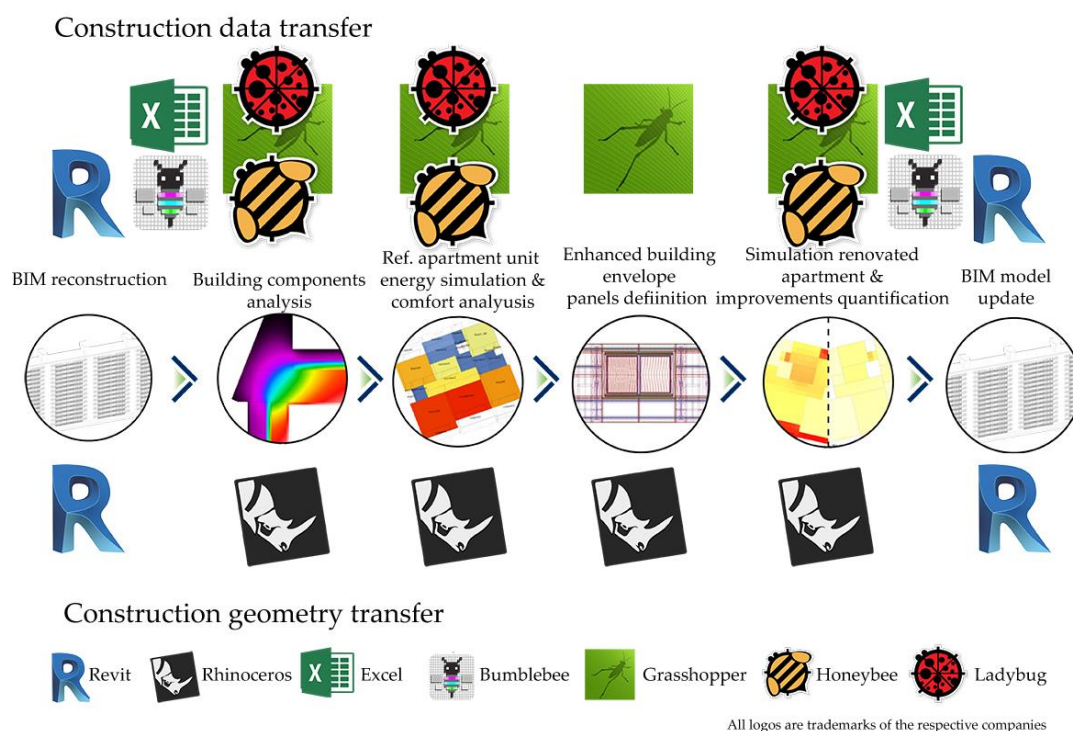 Construction data transfer
BIM reconstruction
Building components
analysis
Ref. apartment unit
energy simulation &
comfort analyusis
Enhanced building
envelope
panels defiinition
Simulation renovated
apartment &
improvements quantification
BIM model
update
Construction geometry transfer
Revit
Rhinoceros
Excel
Bumblebee
Grasshopper
Honeybee
Ladybug
All logos are trademarks of the respective companies